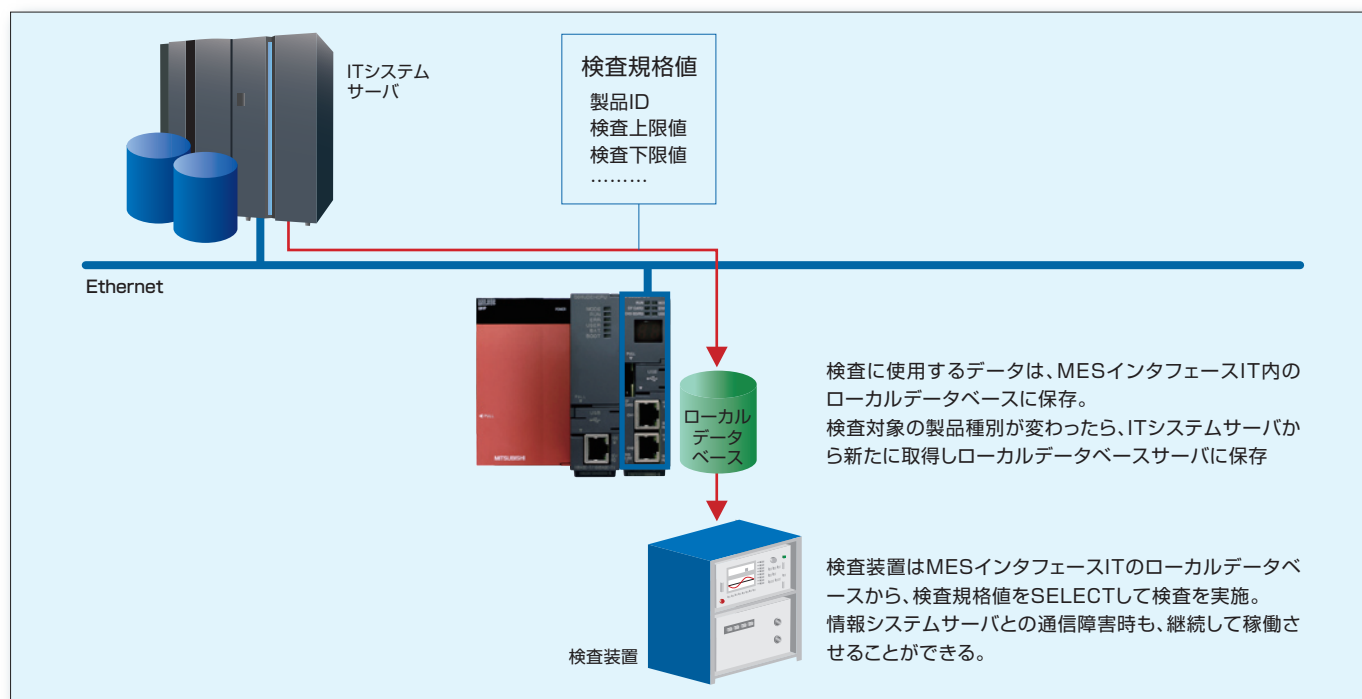 ITシステム
サーバ
検査規格値
製品ID
検査上限値
検査下限値
………
Ethernet
MITSUBISHI
ローカル
データ
ベース
検査に使用するデータは、MESインタフェースIT内の
ローカルデータベースに保存。
検査対象の製品種別が変わったら、ITシステムサーバか
ら新たに取得しローカルデータベースサーバに保存
検査装置
検査装置はMESインタフェースITのローカルデータベ
ースから、検査規格値をSELECTして検査を実施。
情報システムサーバとの通信障害時も、継続して稼働さ
せることができる。